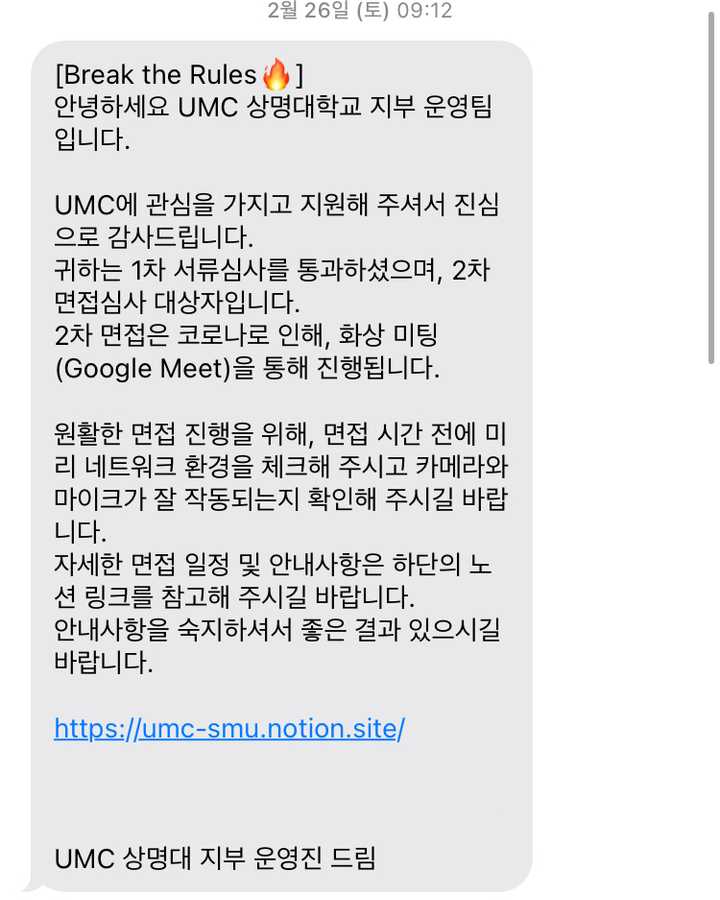 2월 26일 (토) 09:12
[Break the Rules🔥]
안녕하세요 UMC 상명대학교 지부 운영팀
입니다.
UMC에 관심을 가지고 지원해 주셔서 진심
으로 감사드립니다.
귀하는 1차 서류심사를 통과하셨으며, 2차
면접심사 대상자입니다.
2차 면접은 코로나로 인해, 화상 미팅
(Google Meet)을 통해 진행됩니다.
원활한 면접 진행을 위해, 면접 시간 전에 미
리 네트워크 환경을 체크해 주시고 카메라와
마이크가 잘 작동되는지 확인해 주시길 바랍
니다.
자세한 면접 일정 및 안내사항은 하단의 노
션 링크를 참고해 주시길 바랍니다.
안내사항을 숙지하셔서 좋은 결과 있으시길
바랍니다.
https://umc-smu.notion.site/
UMC 상명대 지부 운영진 드림